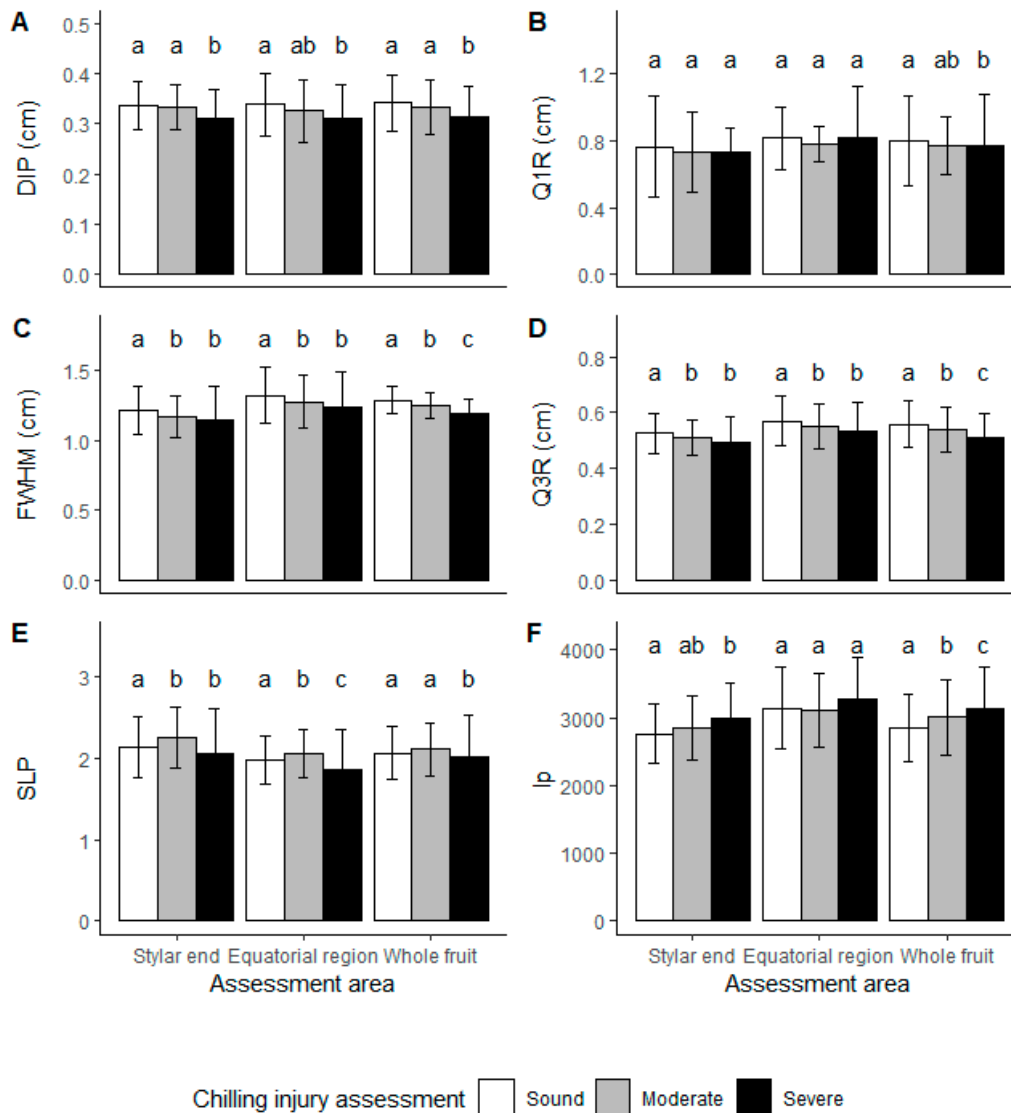 A
DIP (cm)
0.5
0.4
0.3
0.2
0.1
0.0
a a b a ab b a a b
B
Q1R (cm)
1.2
0.8
0.4
0.0
a a a a a a a ab b
C
FWHM (cm)
1.5
1.0
0.5
0.0
a b b a b b a b c
D
Q3R (cm)
0.8
0.6
0.4
0.2
0.0
a b b a b b a b c
E
SLP
3
2
1
0
a b b a b c a a b
Stylar end Equatorial region Whole fruit
Assessment area
F
Ip
4000
3000
2000
1000
0
a ab b a a a a b c
Stylar end Equatorial region Whole fruit
Assessment area
Chilling injury assessment Sound Moderate Severe